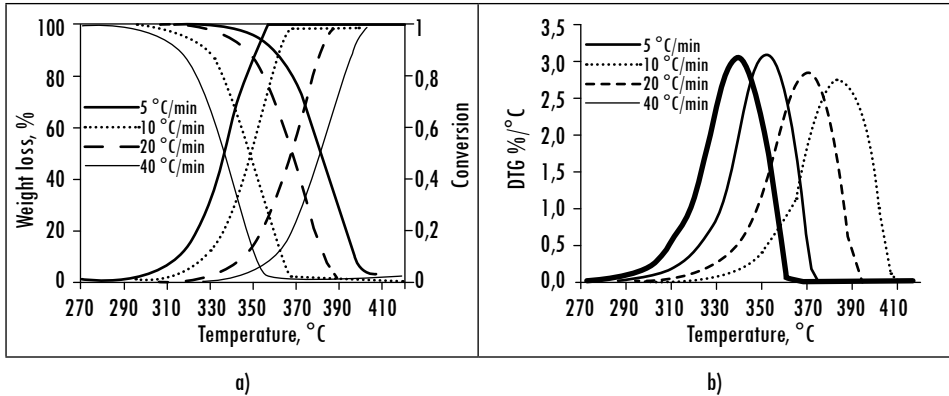 100
80
60
40
20
0
Weight loss, %
5 °C/min
10 °C/min
20 °C/min
40 °C/min
1
0,8
0,6
0,4
0,2
0
Conversion
270 290 310 330 350 370 390 410
Temperature, °C
a)
3,5
3,0
2,5
2,0
1,5
1,0
0,5
0,0
DTG %/°C
5 °C/min
10 °C/min
20 °C/min
40 °C/min
270 290 310 330 350 370 390 410
Temperature, °C
b)